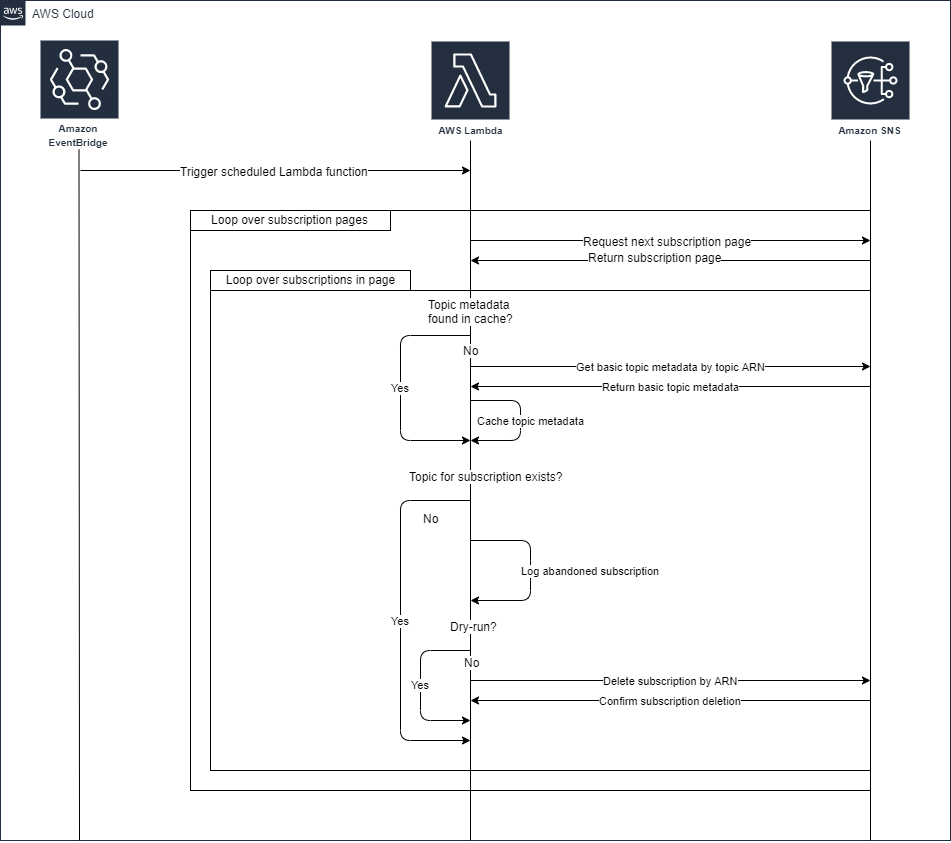 aws
AWS Cloud
Amazon
EventBridge
AWS Lambda
Amazon SNS
Trigger scheduled Lambda function
Loop over subscription pages
Request next subscription page
Return subscription page
Loop over subscriptions in page
Topic metadata
found in cache?
No
Get basic topic metadata by topic ARN
Yes
Return basic topic metadata
Cache topic metadata
Topic for subscription exists?
No
Log abandoned subscription
Yes
Dry-run?
No
Yes
Delete subscription by ARN
Confirm subscription deletion